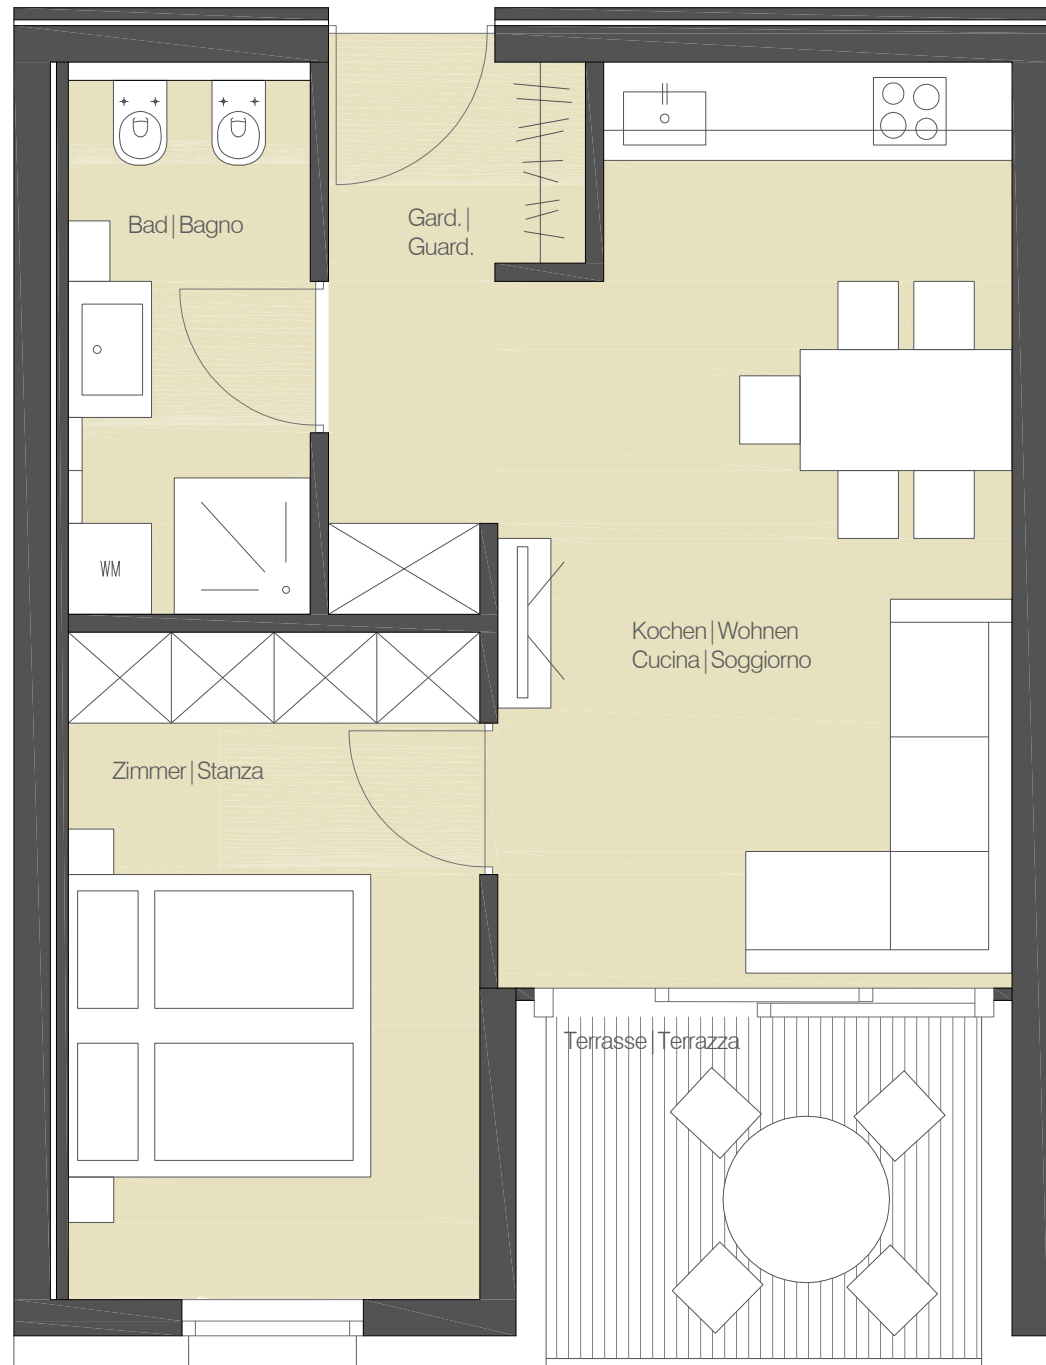 Bad|Bagno
Gard.|
Guard.
WM
Kochen|Wohnen
Cucina|Soggiorno
Zimmer|Stanza
Terrasse|Terrazza